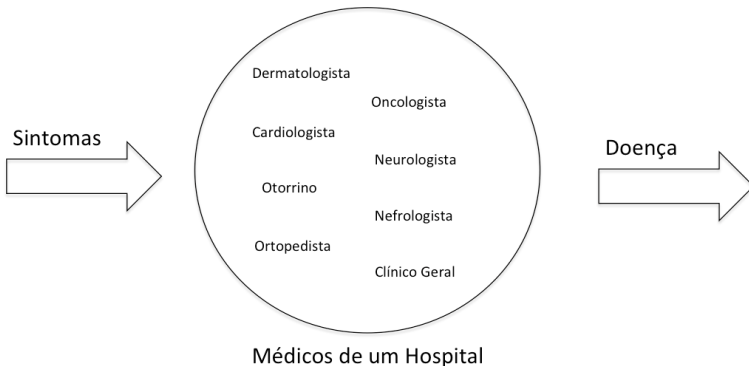 Sintomas
Dermatologista
Oncologista
Cardiologista
Neurologista
Otorrino
Nefrologista
Ortopedista
Clínico Geral
Doença
Médicos de um Hospital